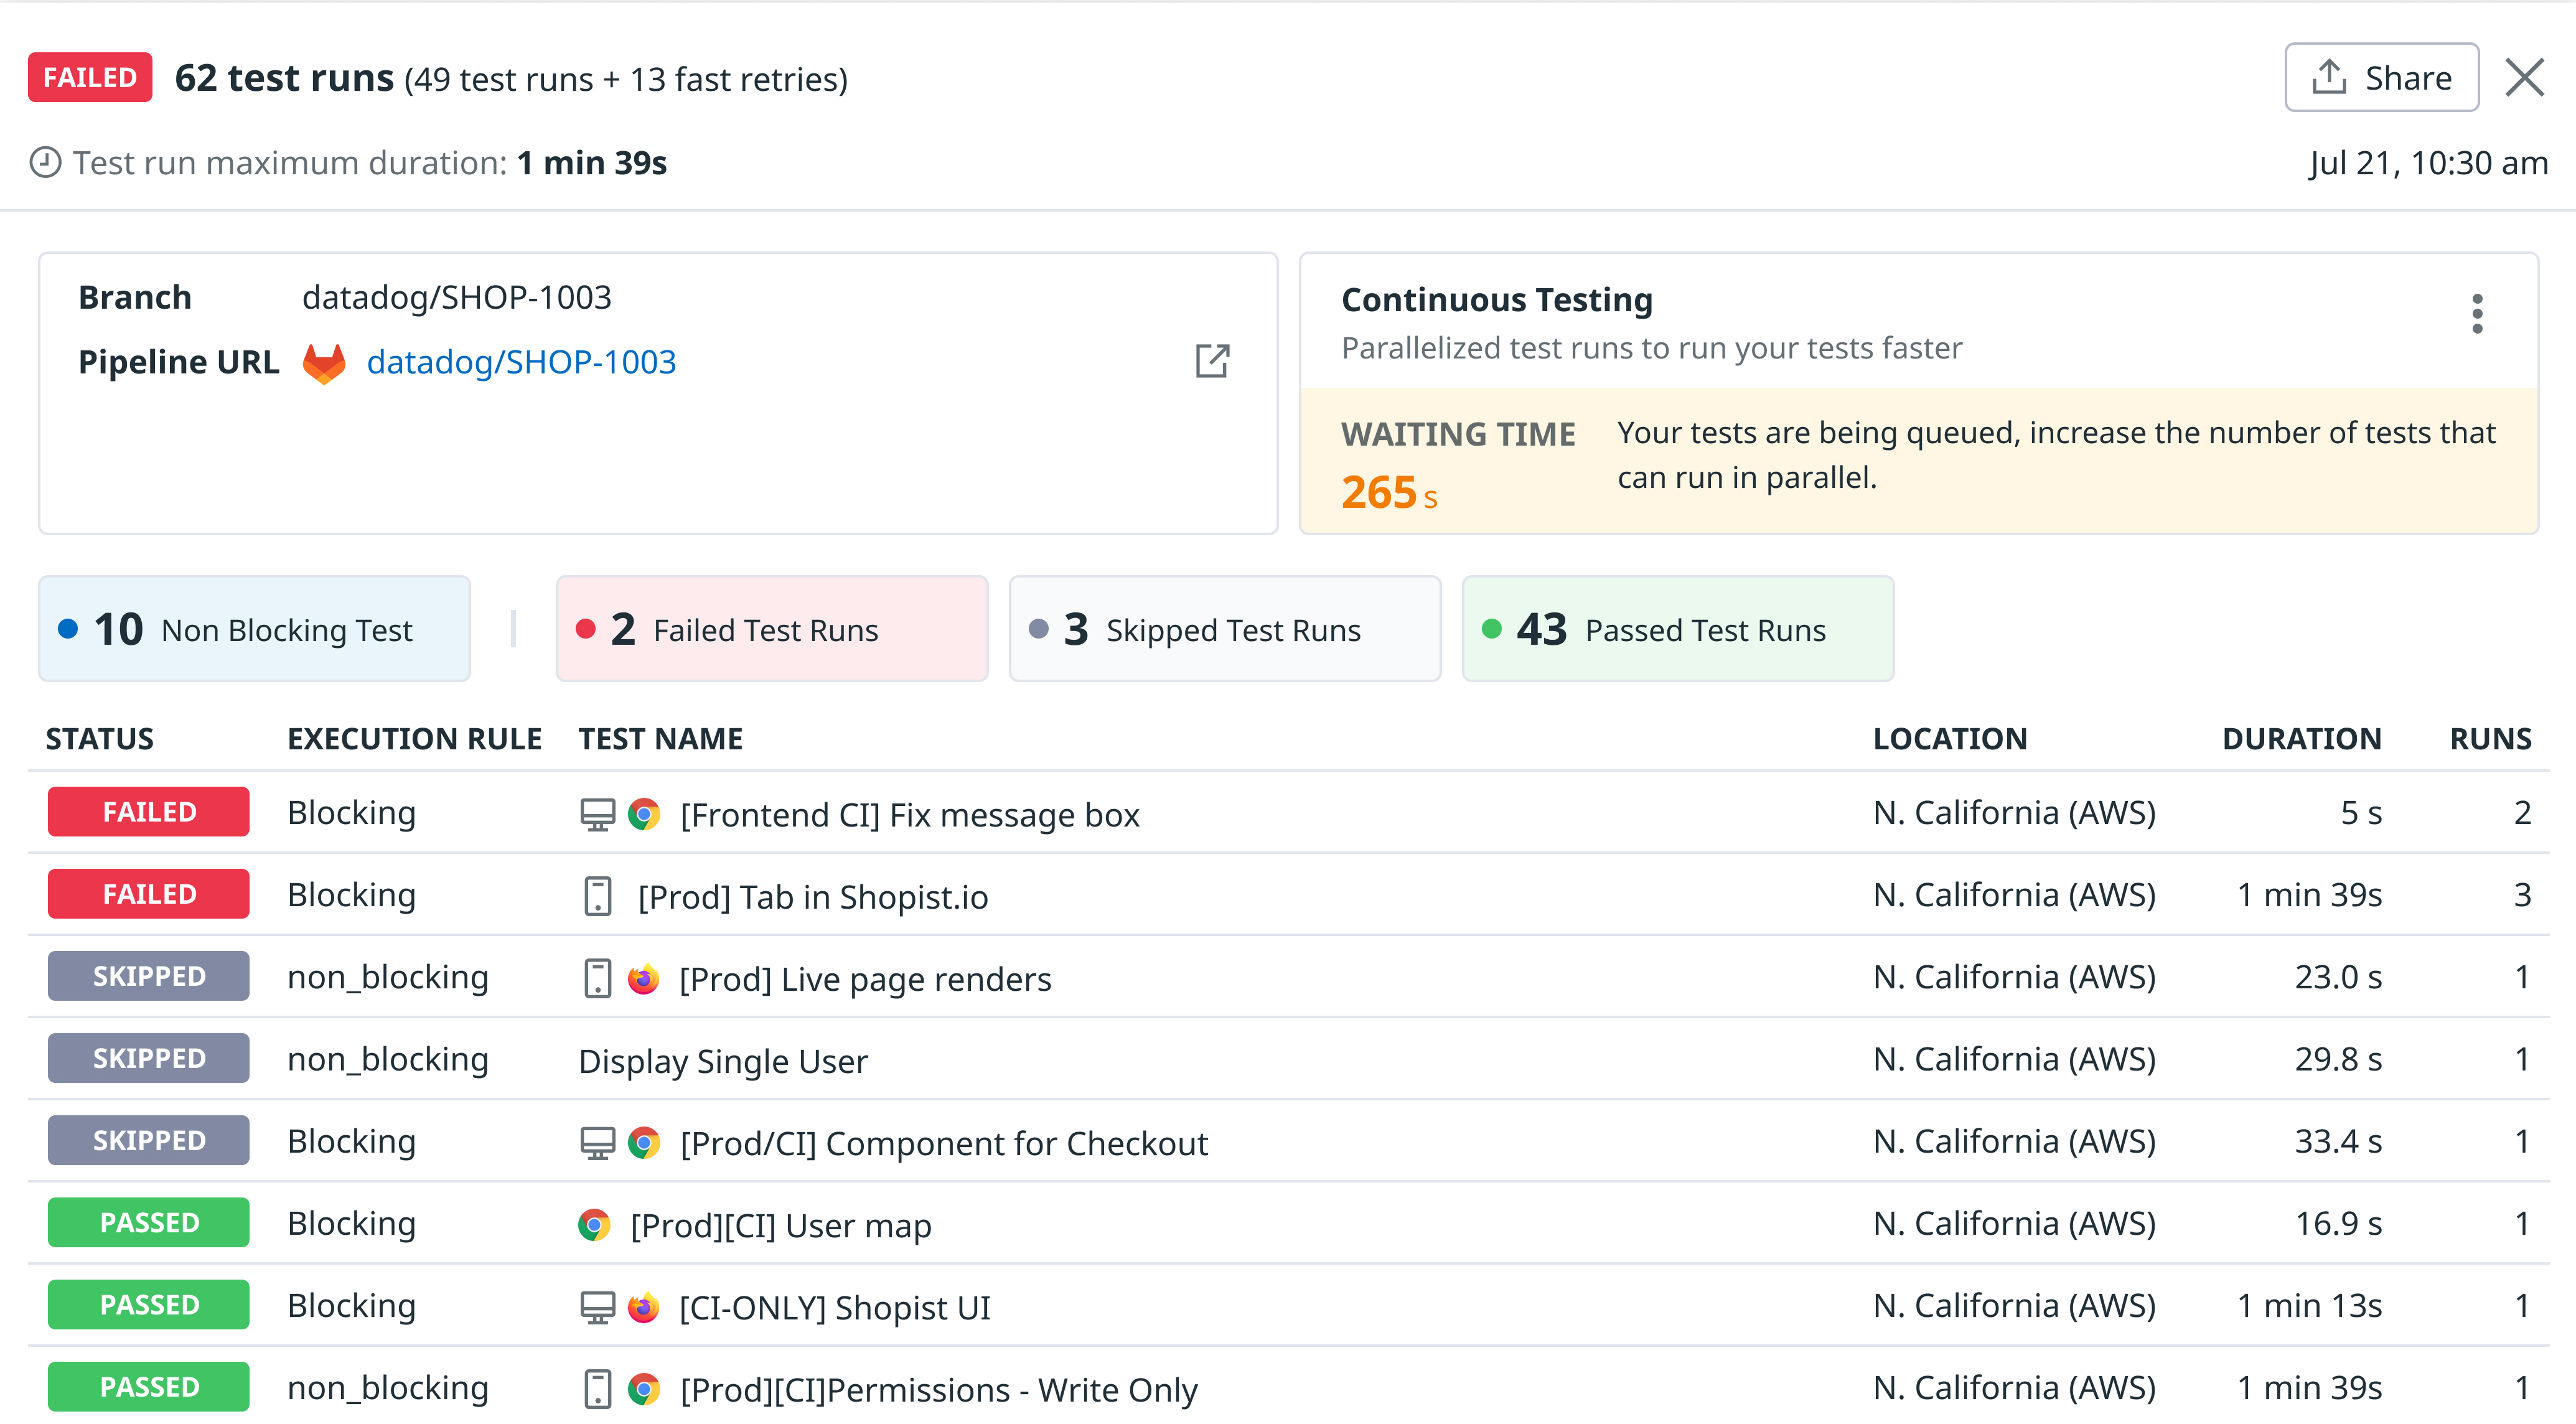 FAILED 62 test runs (49 test runs + 13 fast retries) Share
Test run maximum duration: 1 min 39s Jul 21, 10:30 am
Branch datadog/SHOP-1003
Pipeline URL datadog/SHOP-1003
Continuous Testing
Parallelized test runs to run your tests faster
WAITING TIME
265 s
Your tests are being queued, increase the number of tests that
can run in parallel.
10 Non Blocking Test
2 Failed Test Runs
3 Skipped Test Runs
43 Passed Test Runs
STATUS EXECUTION RULE TEST NAME LOCATION DURATION RUNS
FAILED Blocking [Frontend CI] Fix message box N. California (AWS) 5 s 2
FAILED Blocking [Prod] Tab in Shopist.io N. California (AWS) 1 min 39s 3
SKIPPED non_blocking [Prod] Live page renders N. California (AWS) 23.0 s 1
SKIPPED non_blocking Display Single User N. California (AWS) 29.8 s 1
SKIPPED Blocking [Prod/CI] Component for Checkout N. California (AWS) 33.4 s 1
PASSED Blocking [Prod][CI] User map N. California (AWS) 16.9 s 1
PASSED Blocking [CI-ONLY] Shopist UI N. California (AWS) 1 min 13s 1
PASSED non_blocking [Prod][CI]Permissions - Write Only N. California (AWS) 1 min 39s 1